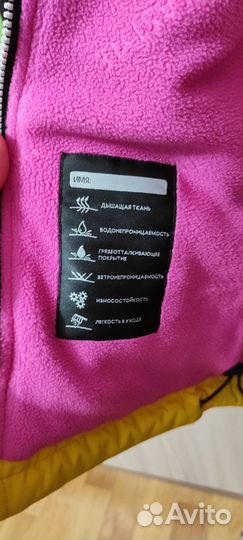 ИМЯ:
ДЫШАЩАЯ ТКАНЬ
ВОДОНЕПРОНИЦАЕМОСТЬ
ГРЯЗЕОТТАЛКИВАЮЩЕЕ
ПОКРЫТИЕ
ВЕТРОНЕПРОНИЦАЕМОСТЬ
ИЗНОСОСТОЙКОСТЬ
ЛЕГКОСТЬ В УХОДЕ
Avito